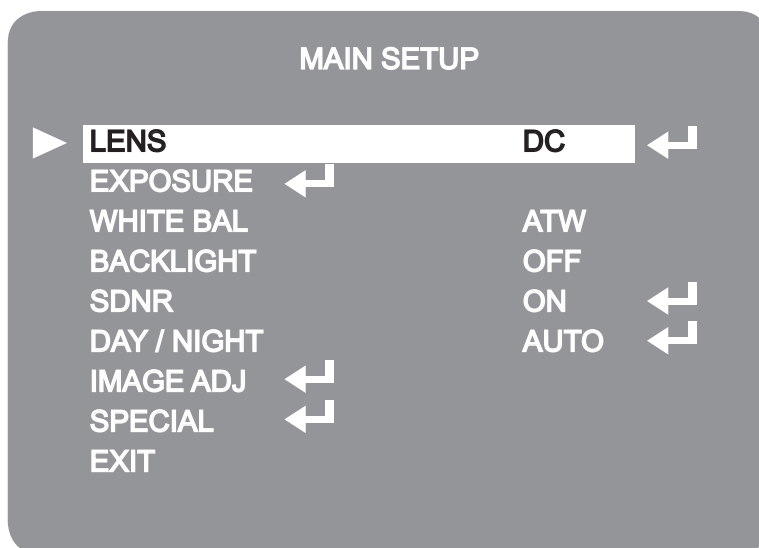 MAIN SETUP
LENS DC
EXPOSURE
WHITE BAL ATW
BACKLIGHT OFF
SDNR ON
DAY / NIGHT AUTO
IMAGE ADJ
SPECIAL
EXIT